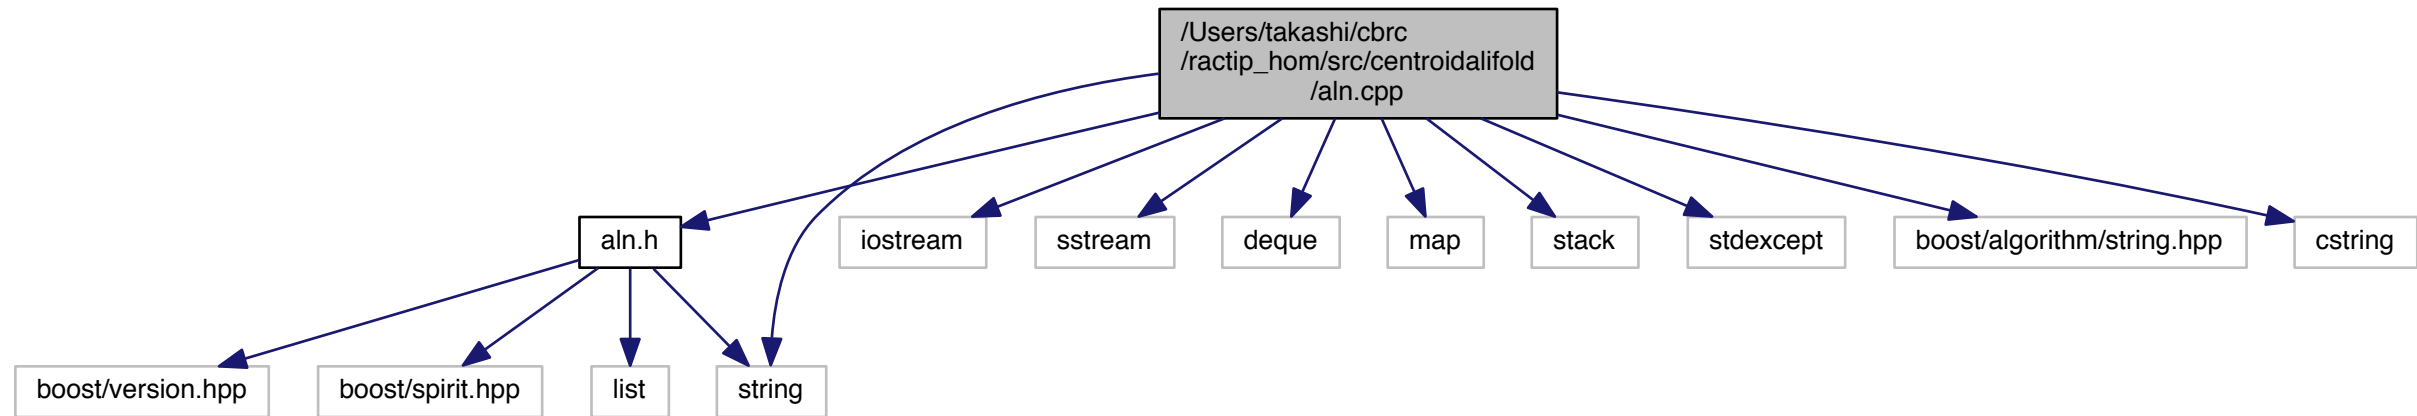 /Users/takashi/cbrc
/ractip_hom/src/centroidalifold
/aln.cpp
aln.h
iostream
sstream
deque
map
stack
stdexcept
boost/algorithm/string.hpp
cstring
boost/version.hpp
boost/spirit.hpp
list
string